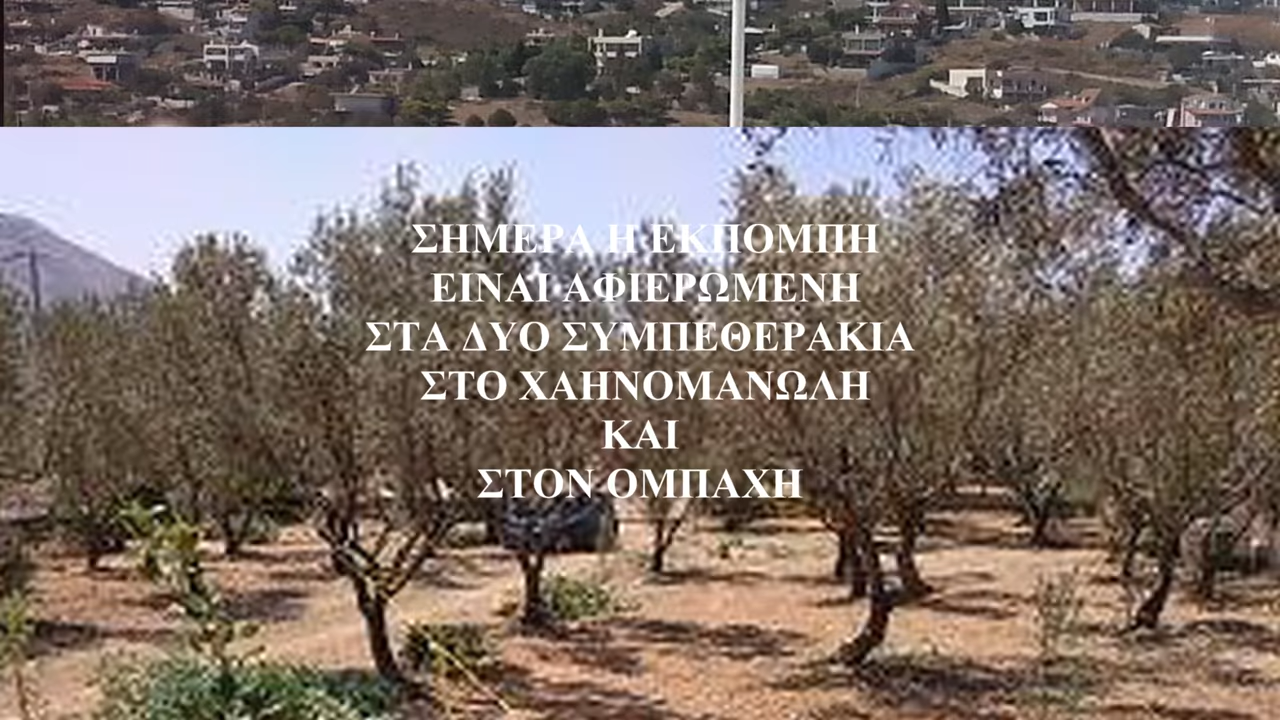 ΣΗΜΕΡΑ Η ΕΚΠΟΜΠΗ
ΕΙΝΑΙ ΑΦΙΕΡΩΜΕΝΗ
ΣΤΑ ΔΥΟ ΣΥΜΠΕΘΕΡΑΚΙΑ
ΣΤΟ ΧΑΗΝΟΜΑΝΩΛΗ
ΚΑΙ
ΣΤΟΝ ΟΜΠΑΧΗ